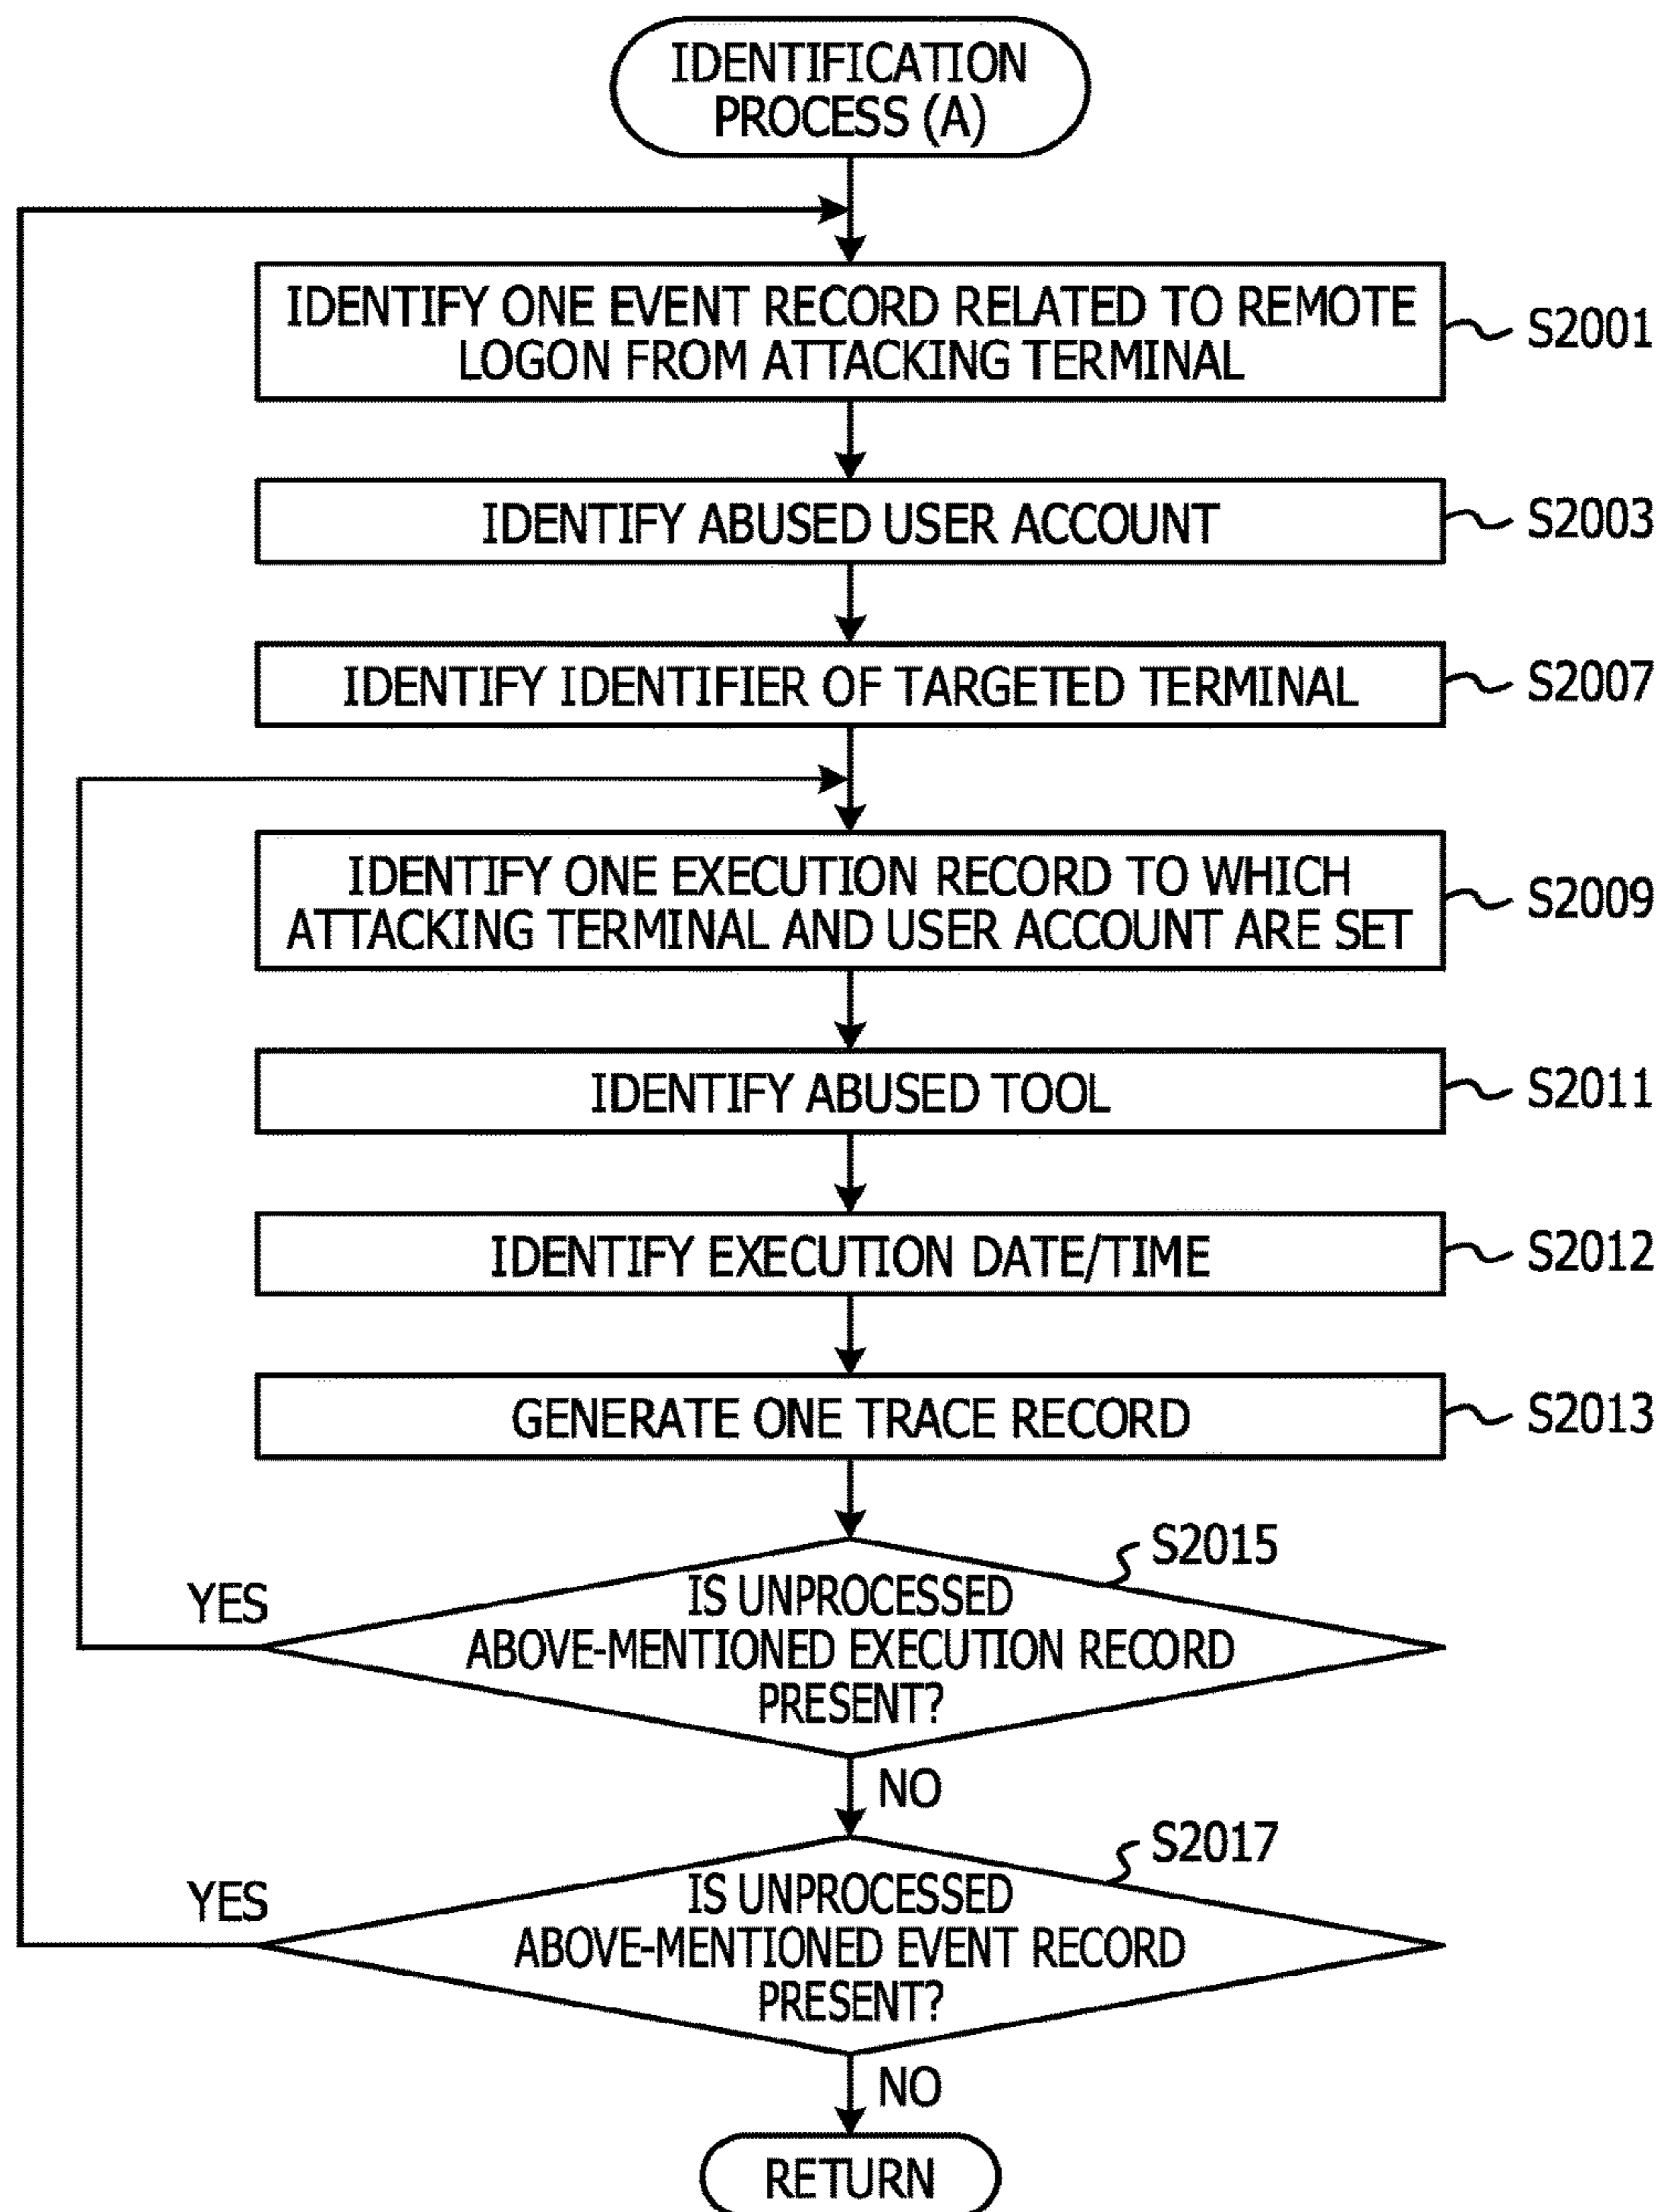 IDENTIFICATION
PROCESS (A)
IDENTIFY ONE EVENT RECORD RELATED TO REMOTE
LOGON FROM ATTACKING TERMINAL
S2001
IDENTIFY ABUSED USER ACCOUNT
S2003
IDENTIFY IDENTIFIER OF TARGETED TERMINAL
S2007
IDENTIFY ONE EXECUTION RECORD TO WHICH
ATTACKING TERMINAL AND USER ACCOUNT ARE SET
S2009
IDENTIFY ABUSED TOOL
S2011
IDENTIFY EXECUTION DATE/TIME
S2012
GENERATE ONE TRACE RECORD
S2013
S2015
YES
IS UNPROCESSED
ABOVE-MENTIONED EXECUTION RECORD
PRESENT?
NO
S2017
YES
IS UNPROCESSED
ABOVE-MENTIONED EVENT RECORD
PRESENT?
NO
RETURN